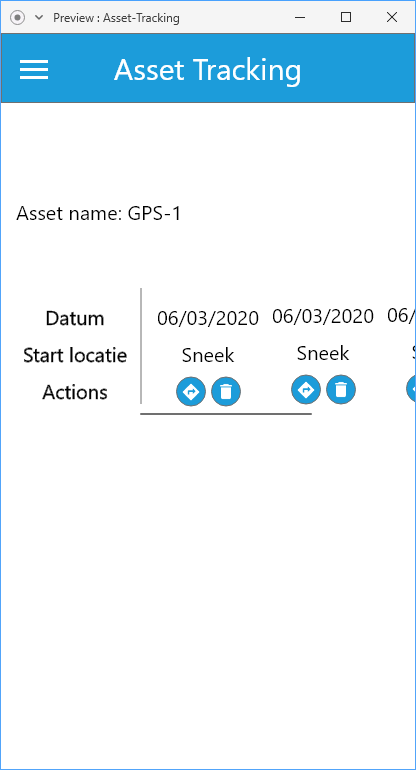 Preview : Asset-Tracking
Asset Tracking
Asset name: GPS-1
Datum 06/03/2020 06/03/2020 06/
Start locatie Sneek Sneek
Actions